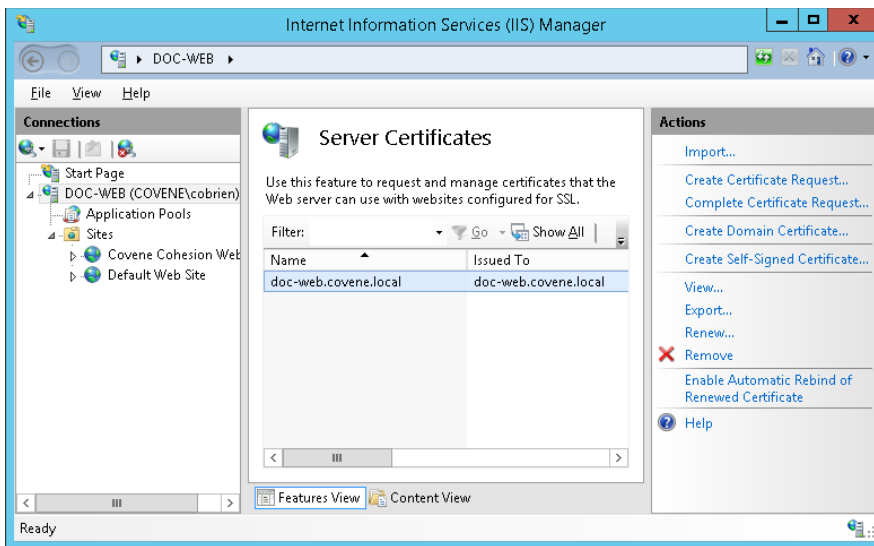 Internet Information Services (IIS) Manager
DOC-WEB
File View Help
Connections
Start Page
DOC-WEB (COVENE\cobrien)
Application Pools
Sites
Covene Cohesion Web
Default Web Site
Server Certificates
Use this feature to request and manage certificates that the
Web server can use with websites configured for SSL.
Filter: Go Show All
Name Issued To
doc-web.covene.local doc-web.covene.local
Features View Content View
Actions
Import...
Create Certificate Request...
Complete Certificate Request...
Create Domain Certificate...
Create Self-Signed Certificate...
View...
Export...
Renew...
Remove
Enable Automatic Rebind of
Renewed Certificate
Help
Ready